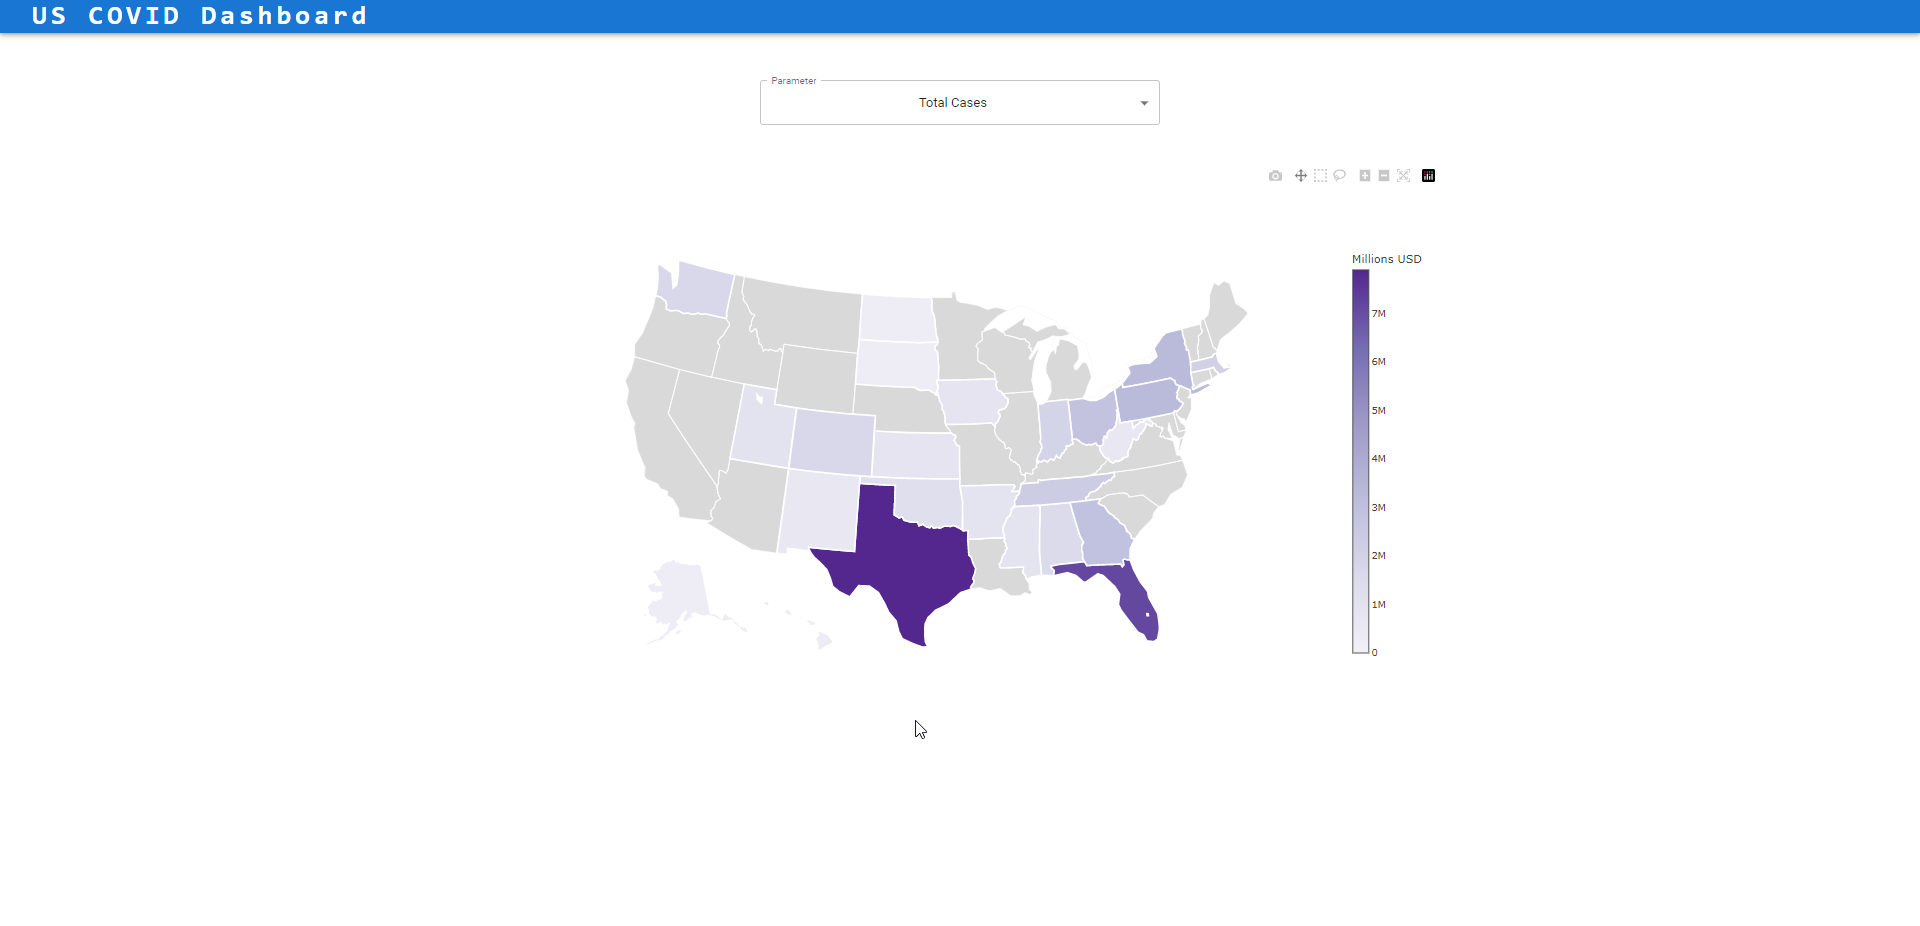 US COVID Dashboard
Parameter
Total Cases
Millions USD
7M
6M
5M
4M
3M
2M
1M
0